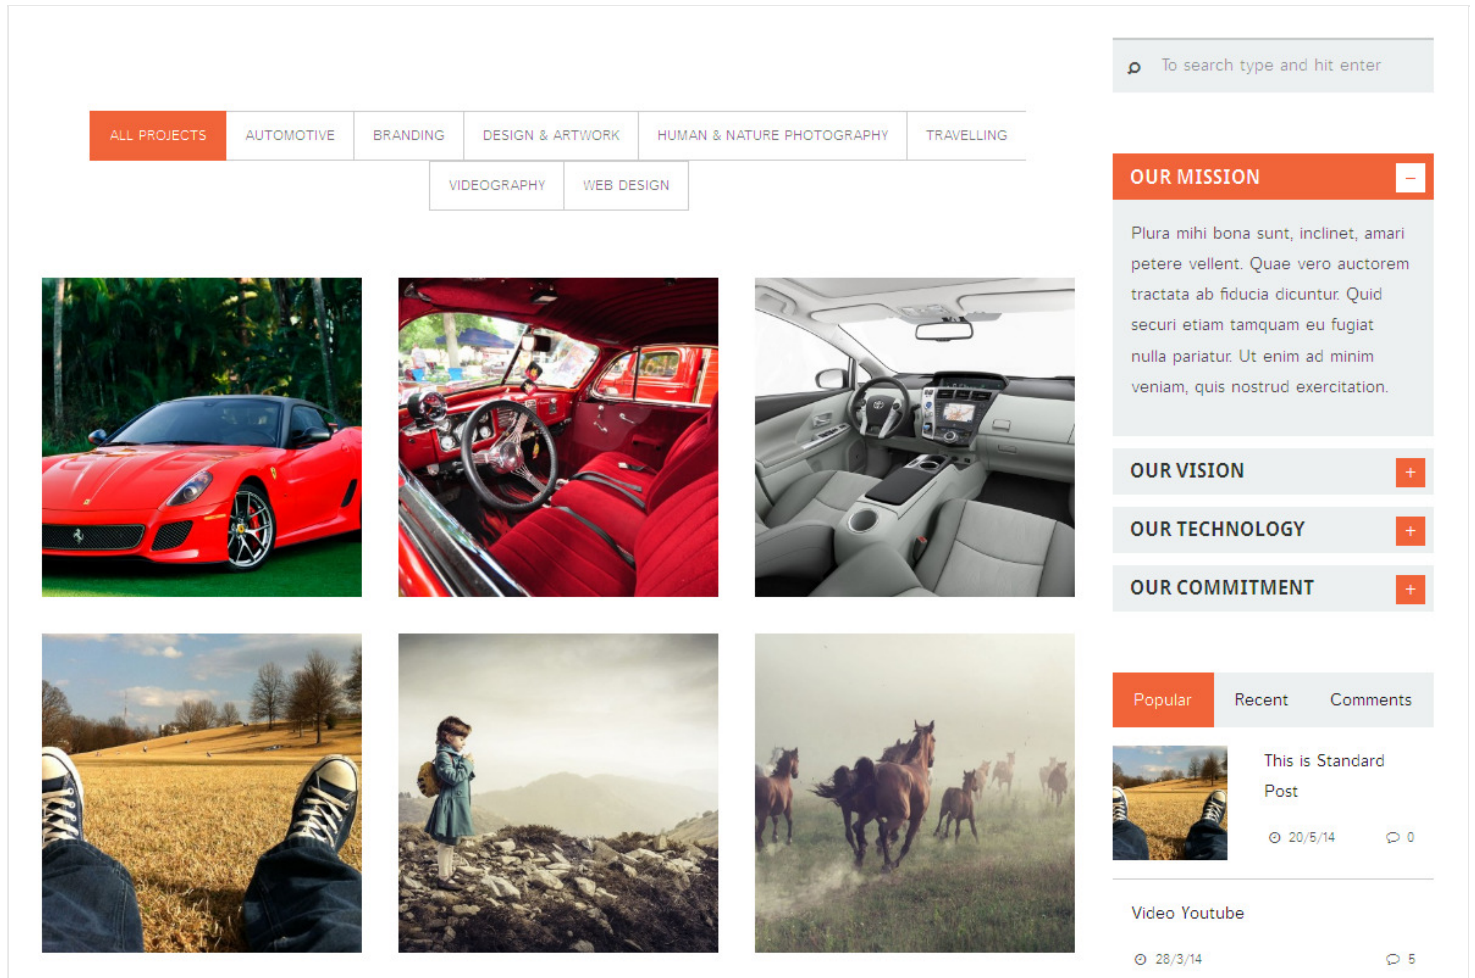 To search type and hit enter
ALL PROJECTS
AUTOMOTIVE
BRANDING
DESIGN & ARTWORK
HUMAN & NATURE PHOTOGRAPHY
TRAVELLING
VIDEOGRAPHY
WEB DESIGN
OUR MISSION
Plura mihi bona sunt, inclinet, amari
petere vellent. Quae vero auctorem
tractata ab fiducia dicuntur. Quid
securi etiam tamquam eu fugiat
nulla pariatur. Ut enim ad minim
veniam, quis nostrud exercitation.
OUR VISION
OUR TECHNOLOGY
OUR COMMITMENT
Popular
Recent
Comments
This is Standard
Post
20/5/14
0
Video Youtube
28/3/14
5